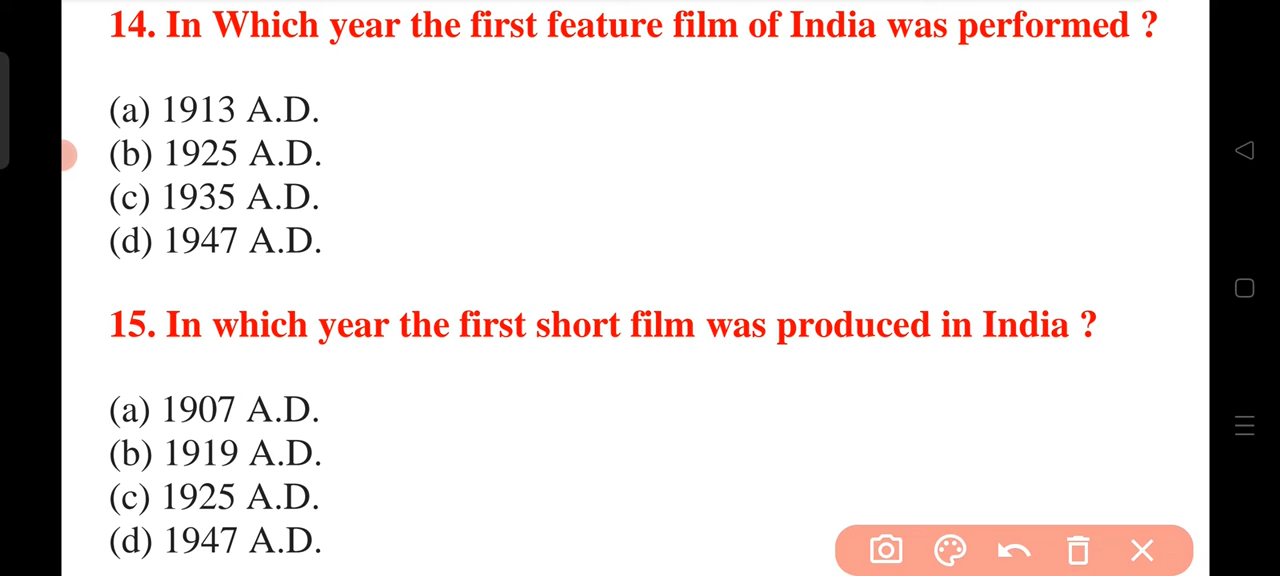 14. In Which year the first feature film of India was performed ?
(a) 1913 A.D.
(b) 1925 A.D.
(c) 1935 A.D.
(d) 1947 A.D.
15. In which year the first short film was produced in India ?
(a) 1907 A.D.
(b) 1919 A.D.
(c) 1925 A.D.
(d) 1947 A.D.